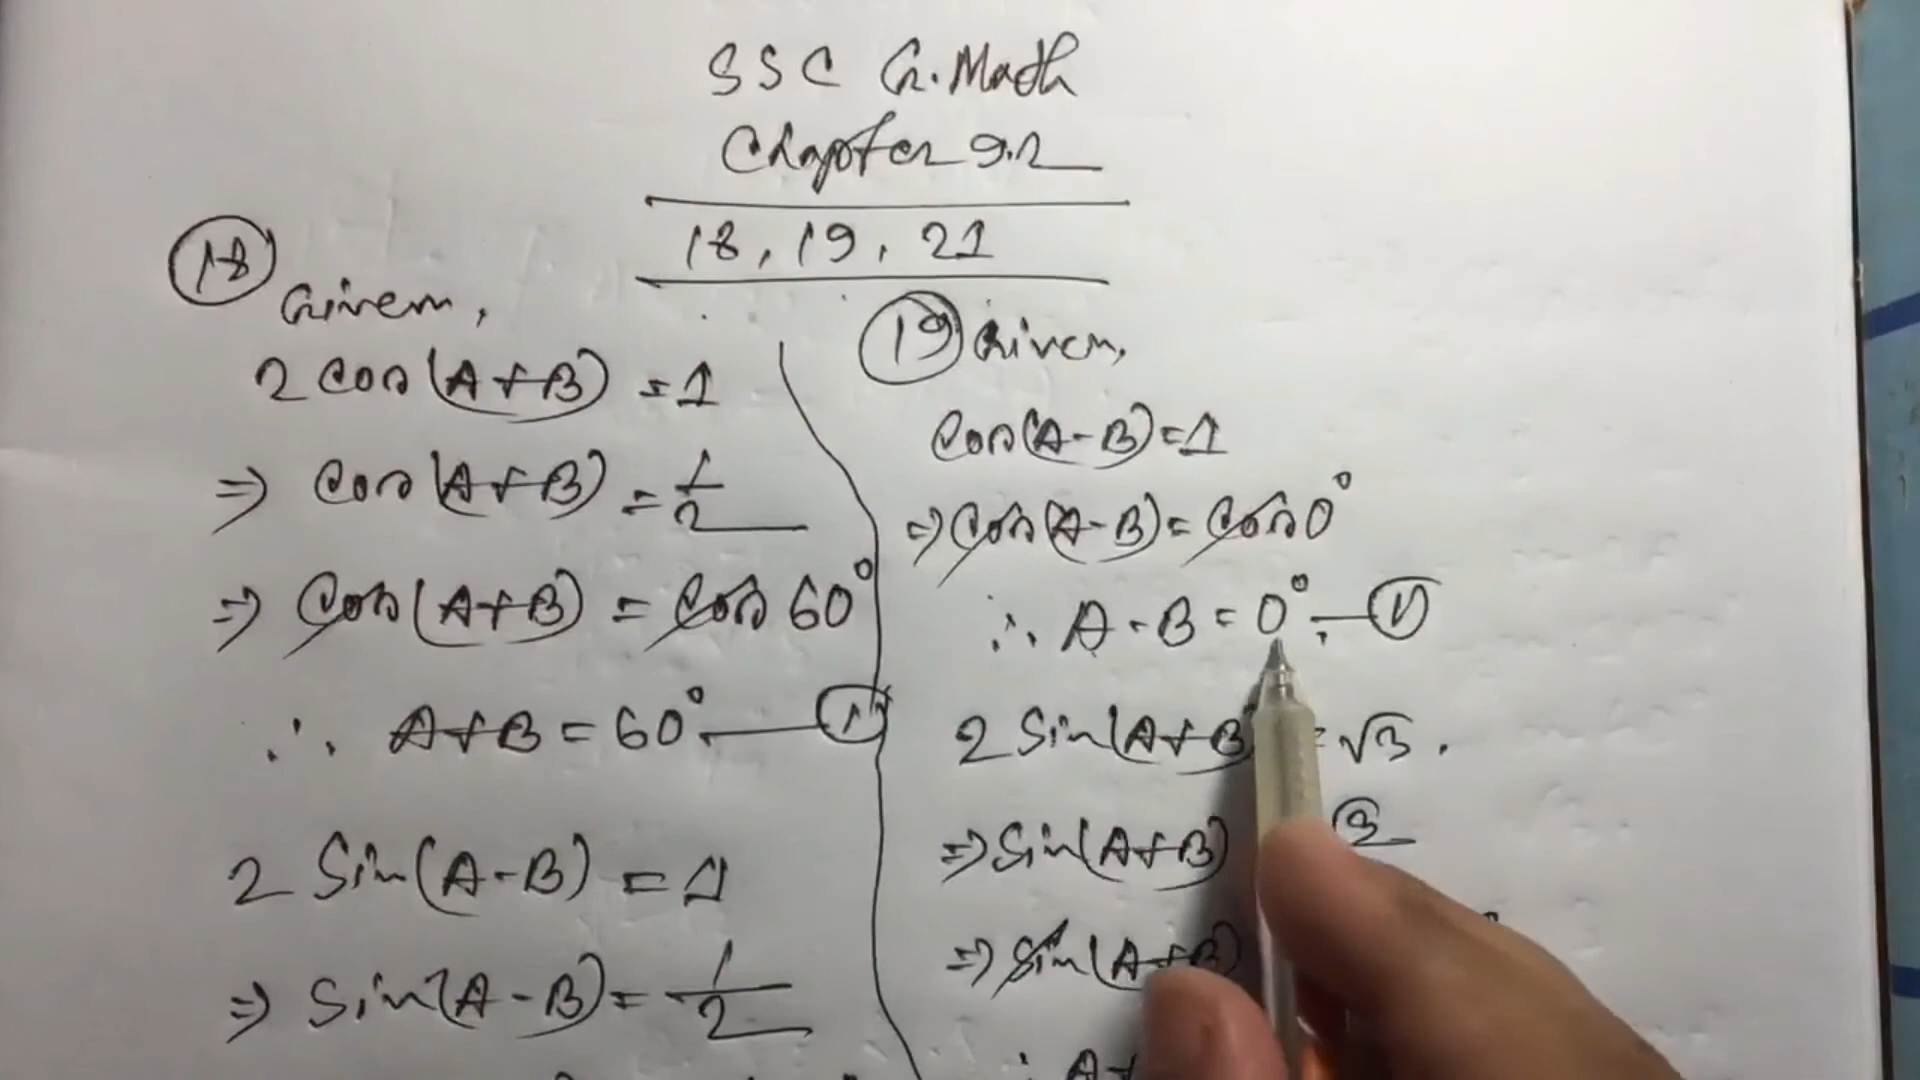 SSC G.Math
Chapter 9.2
18, 19, 21
18
Given,
2 Cos(A+B) = 1
⇒ Cos(A+B) = 1/2
⇒ Cos(A+B) = Cos 60°
∴ A+B = 60° — 1
2 Sin(A-B) = 1
⇒ Sin(A-B) = 1/2
19 Given,
Cos(A-B) = 1
⇒ Cos(A-B) = Cos 0°
∴ A-B = 0° — 1
2 Sin(A+B) = √3.
⇒ Sin(A+B)
⇒ Sin(A+B)